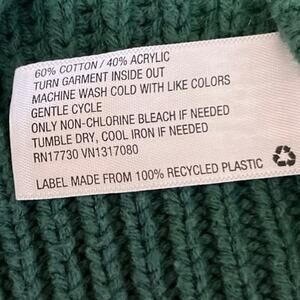 60% COTTON / 40% ACRYLIC
TURN GARMENT INSIDE OUT
MACHINE WASH COLD WITH LIKE COLORS
GENTLE CYCLE
ONLY NON-CHLORINE BLEACH IF NEEDED
TUMBLE DRY, COOL IRON IF NEEDED
RN17730 VN1317080
LABEL MADE FROM 100% RECYCLED PLASTIC